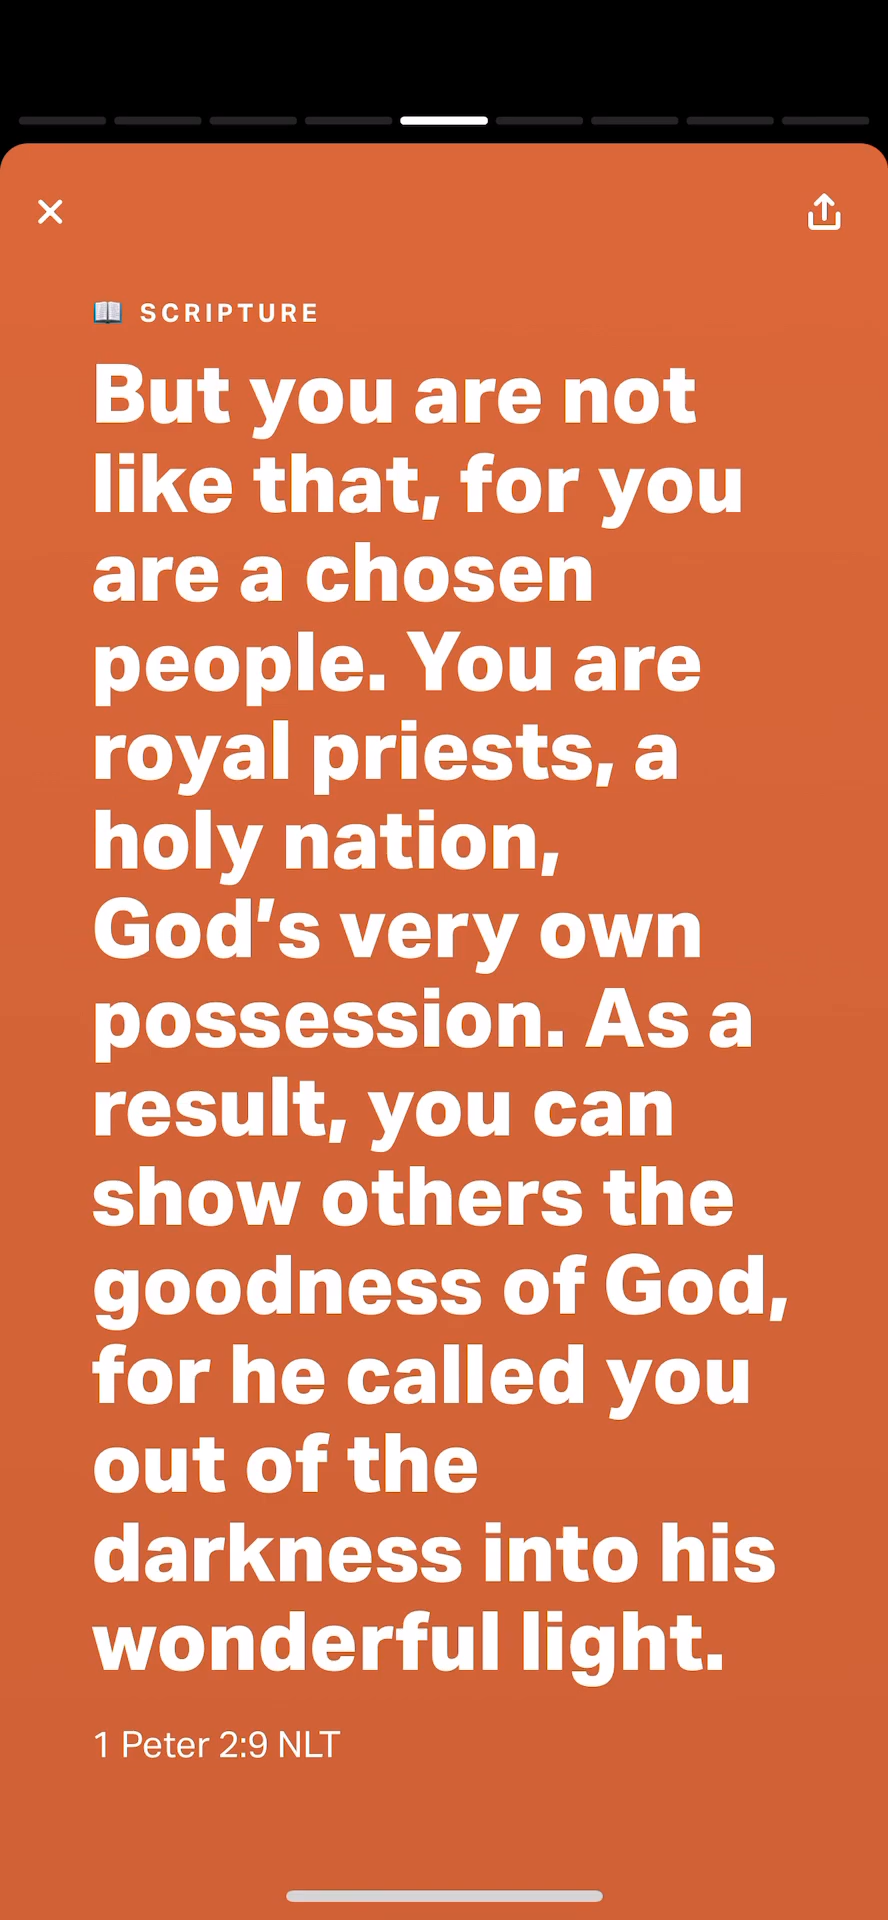 SCRIPTURE
But you are not
like that, for you
are a chosen
people. You are
royal priests, a
holy nation,
God’s very own
possession. As a
result, you can
show others the
goodness of God,
for he called you
out of the
darkness into his
wonderful light.
1 Peter 2:9 NLT